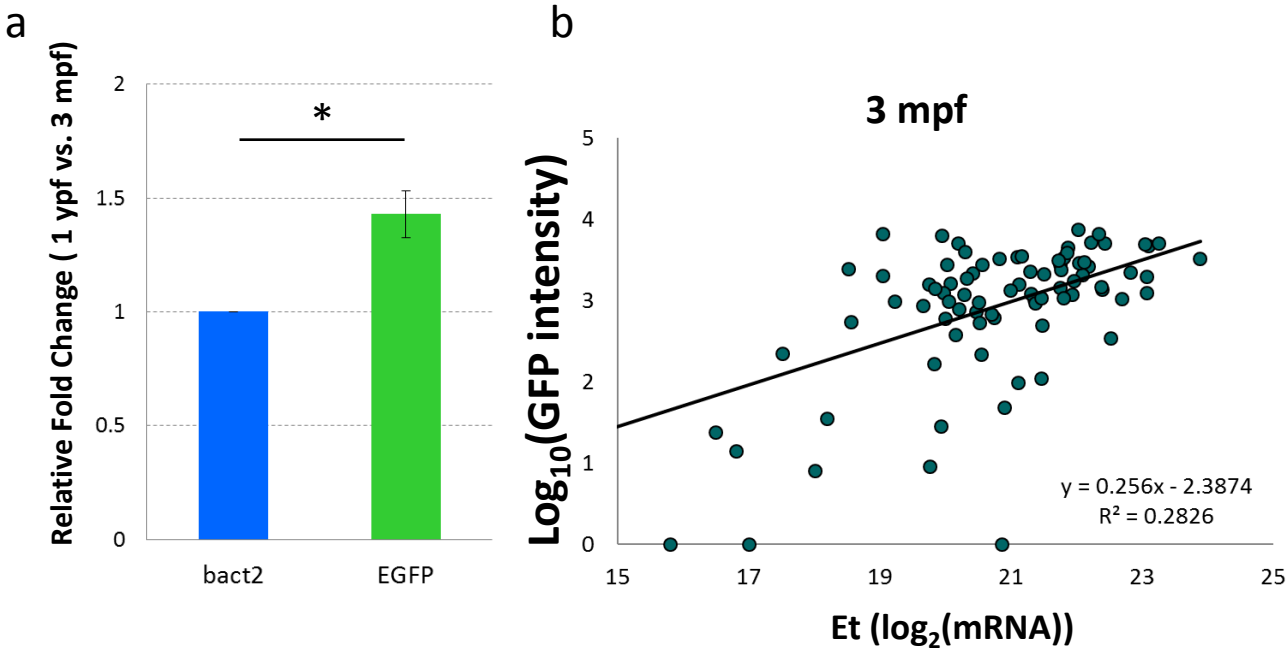 a
Relative Fold Change ( 1 ypf vs. 3 mpf)
2
1.5
1
0.5
0
*
bact2
EGFP
b
3 mpf
Log10(GFP intensity)
5
4
3
2
1
0
y = 0.256x - 2.3874
R² = 0.2826
15 17 19 21 23 25
Et (log2(mRNA))